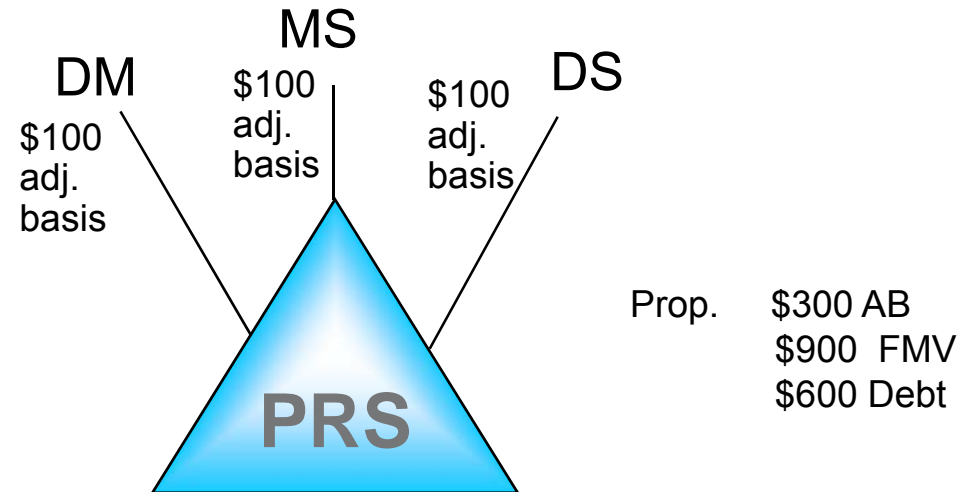 MS
DM
DS
$100
adj.
basis
$100
adj.
basis
$100
adj.
basis
Prop. $300 AB
$900 FMV
$600 Debt
PRS